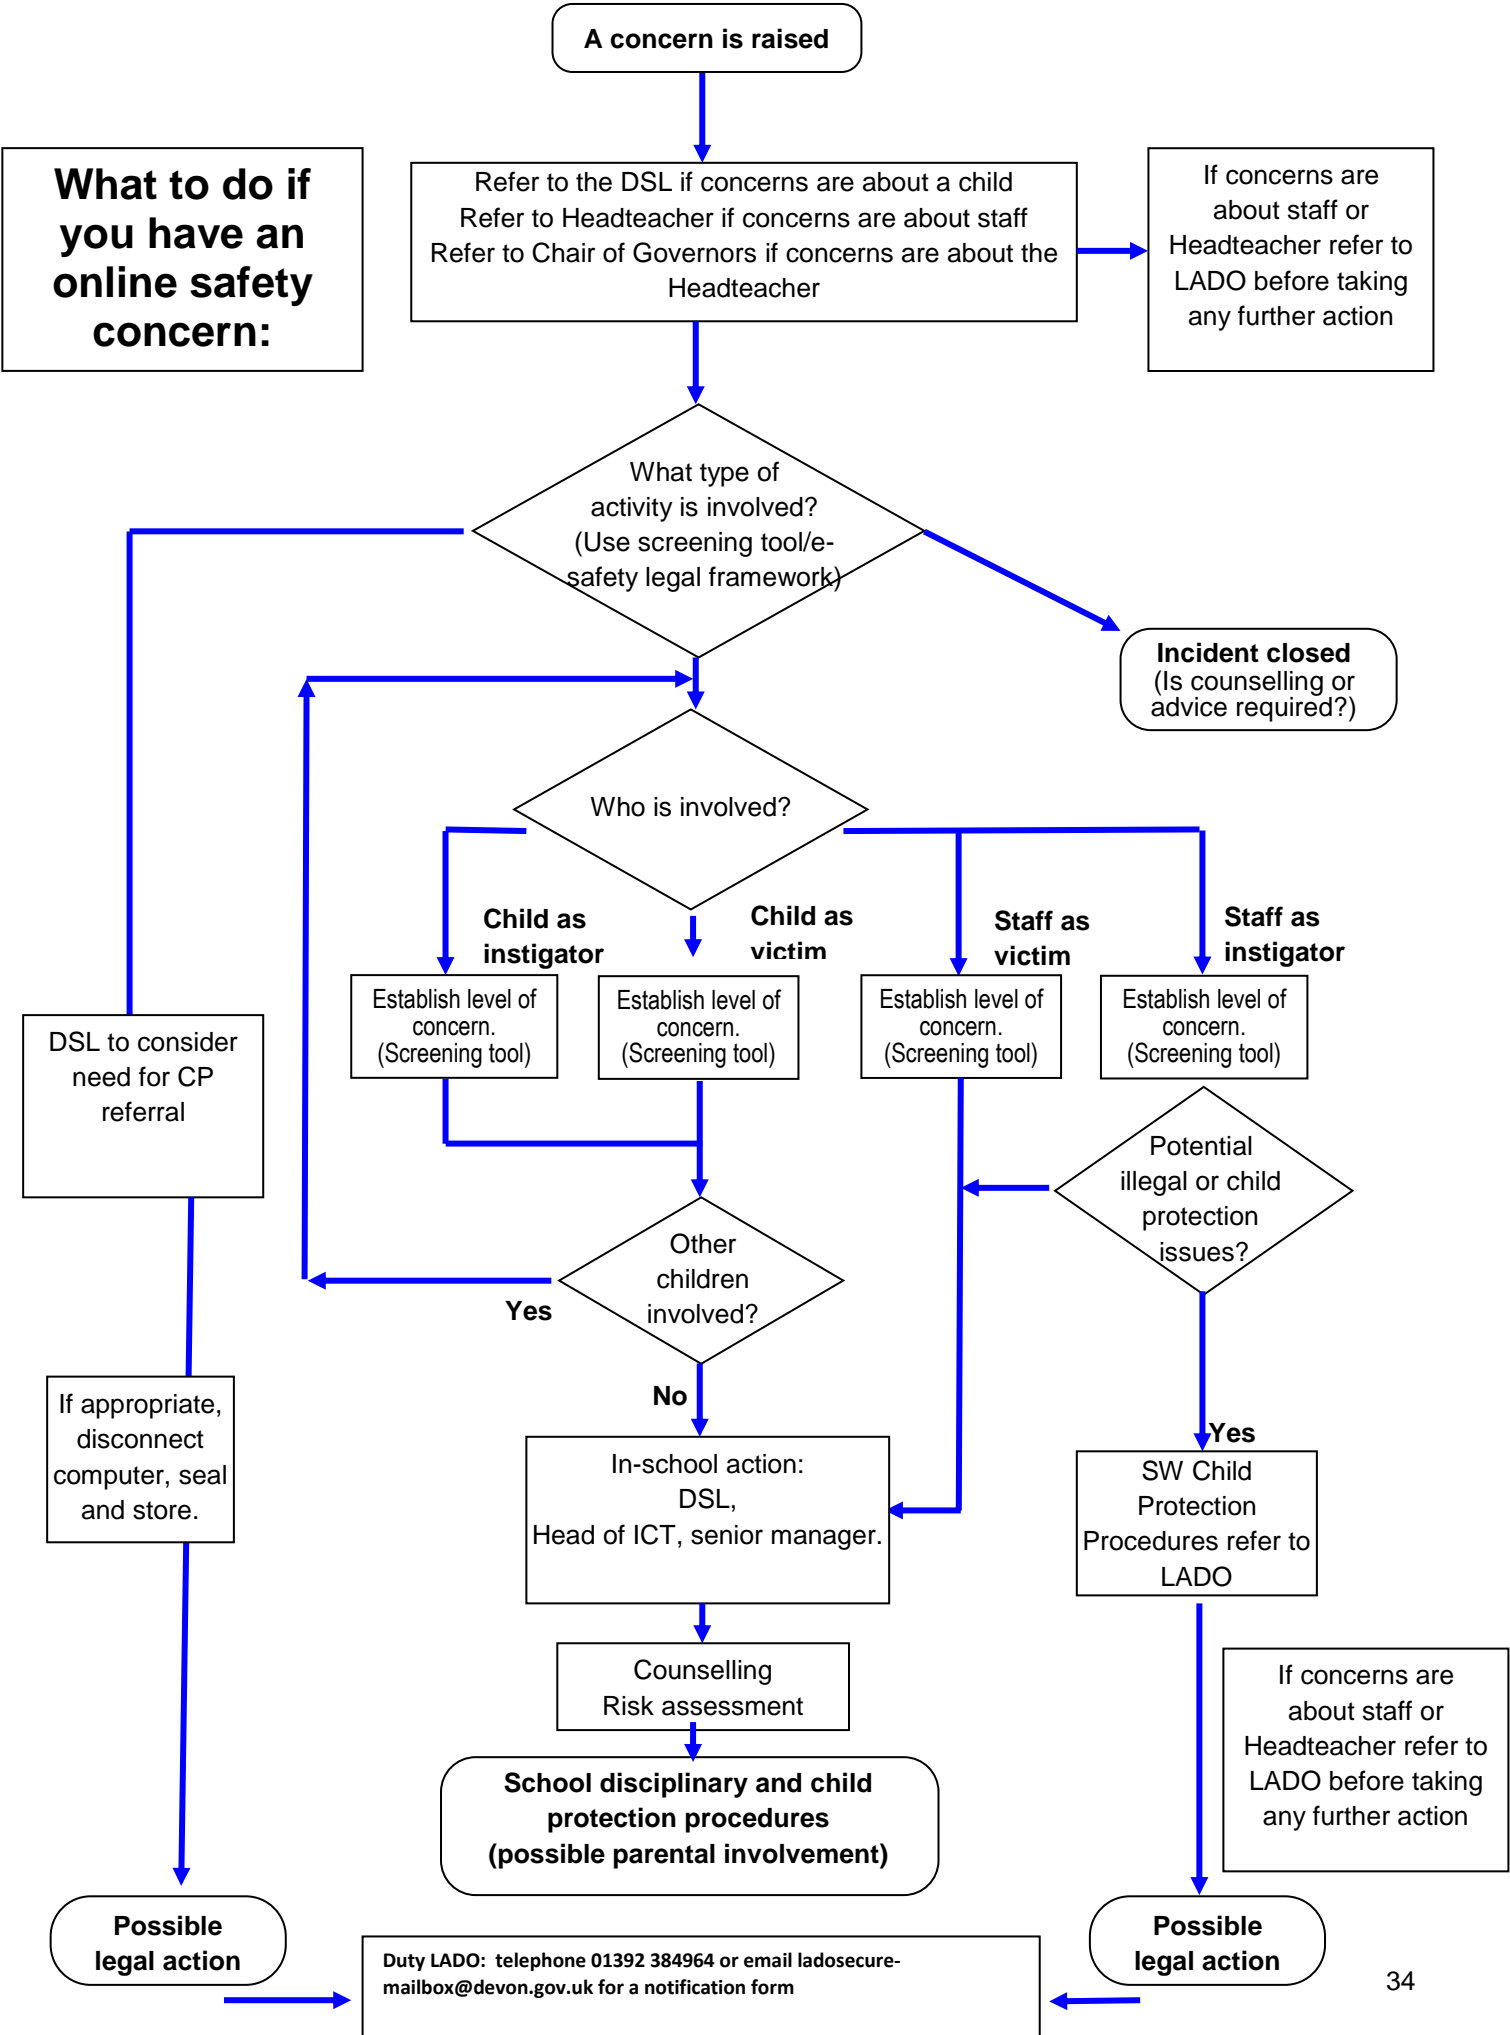 A concern is raised
What to do if
you have an
online safety
concern:
Refer to the DSL if concerns are about a child
Refer to Headteacher if concerns are about staff
Refer to Chair of Governors if concerns are about the
Headteacher
If concerns are
about staff or
Headteacher refer to
LADO before taking
any further action
What type of
activity is involved?
(Use screening tool/e-
safety legal framework)
Incident closed
(Is counselling or
advice required?)
Who is involved?
Child as
instigator
Child as
victim
Staff as
victim
Staff as
instigator
Establish level of
concern.
(Screening tool)
Establish level of
concern.
(Screening tool)
Establish level of
concern.
(Screening tool)
Establish level of
concern.
(Screening tool)
DSL to consider
need for CP
referral
Potential
illegal or child
protection
issues?
Other
children
involved?
Yes
No
If appropriate,
disconnect
computer, seal
and store.
In-school action:
DSL,
Head of ICT, senior manager.
Yes
SW Child
Protection
Procedures refer to
LADO
Counselling
Risk assessment
If concerns are
about staff or
Headteacher refer to
LADO before taking
any further action
School disciplinary and child
protection procedures
(possible parental involvement)
Possible
legal action
Possible
legal action
Duty LADO: telephone 01392 384964 or email ladosecure-
mailbox@devon.gov.uk for a notification form
34